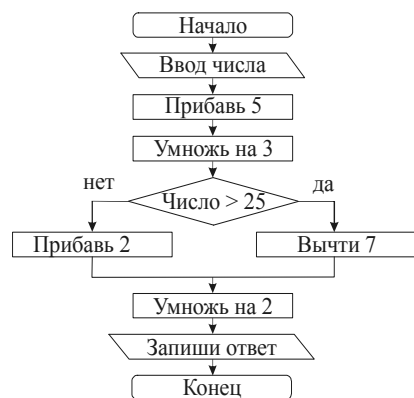 Начало
Ввод числа
Прибавь 5
Умножь на 3
нет
да
Число > 25
Прибавь 2
Вычти 7
Умножь на 2
Запиши ответ
Конец